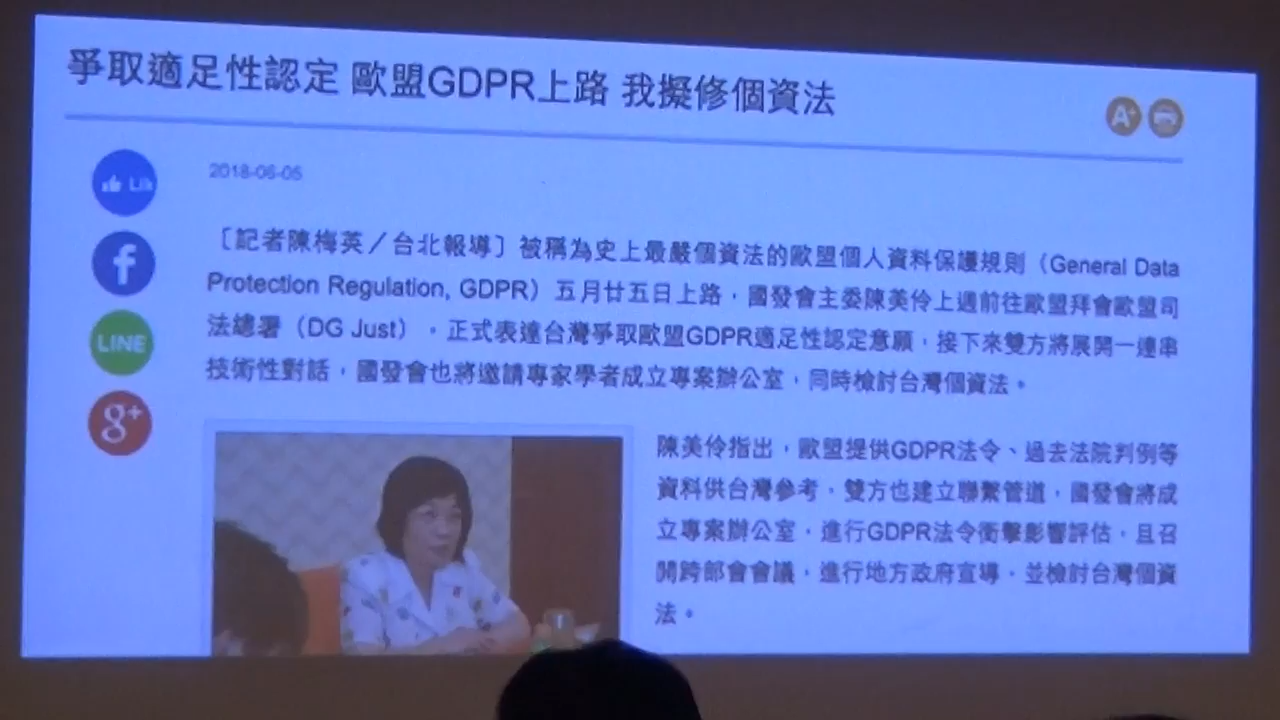 爭取適足性認定 歐盟GDPR上路 我擬修個資法
A+
Lik
2018-06-05
f
〔記者陳梅英／台北報導〕被稱為史上最嚴個資法的歐盟個人資料保護規則（General Data
Protection Regulation, GDPR）五月廿五日上路，國發會主委陳美伶上週前往歐盟拜會歐盟司
法總署（DG Just），正式表達台灣爭取歐盟GDPR適足性認定意願，接下來雙方將展開一連串
LINE
技術性對話，國發會也將邀請專家學者成立專案辦公室，同時檢討台灣個資法。
g+
陳美伶指出，歐盟提供GDPR法令、過去法院判例等
資料供台灣參考，雙方也建立聯繫管道，國發會將成
立專案辦公室，進行GDPR法令衝擊影響評估，且召
開跨部會會議，進行地方政府宣導，並檢討台灣個資
法。